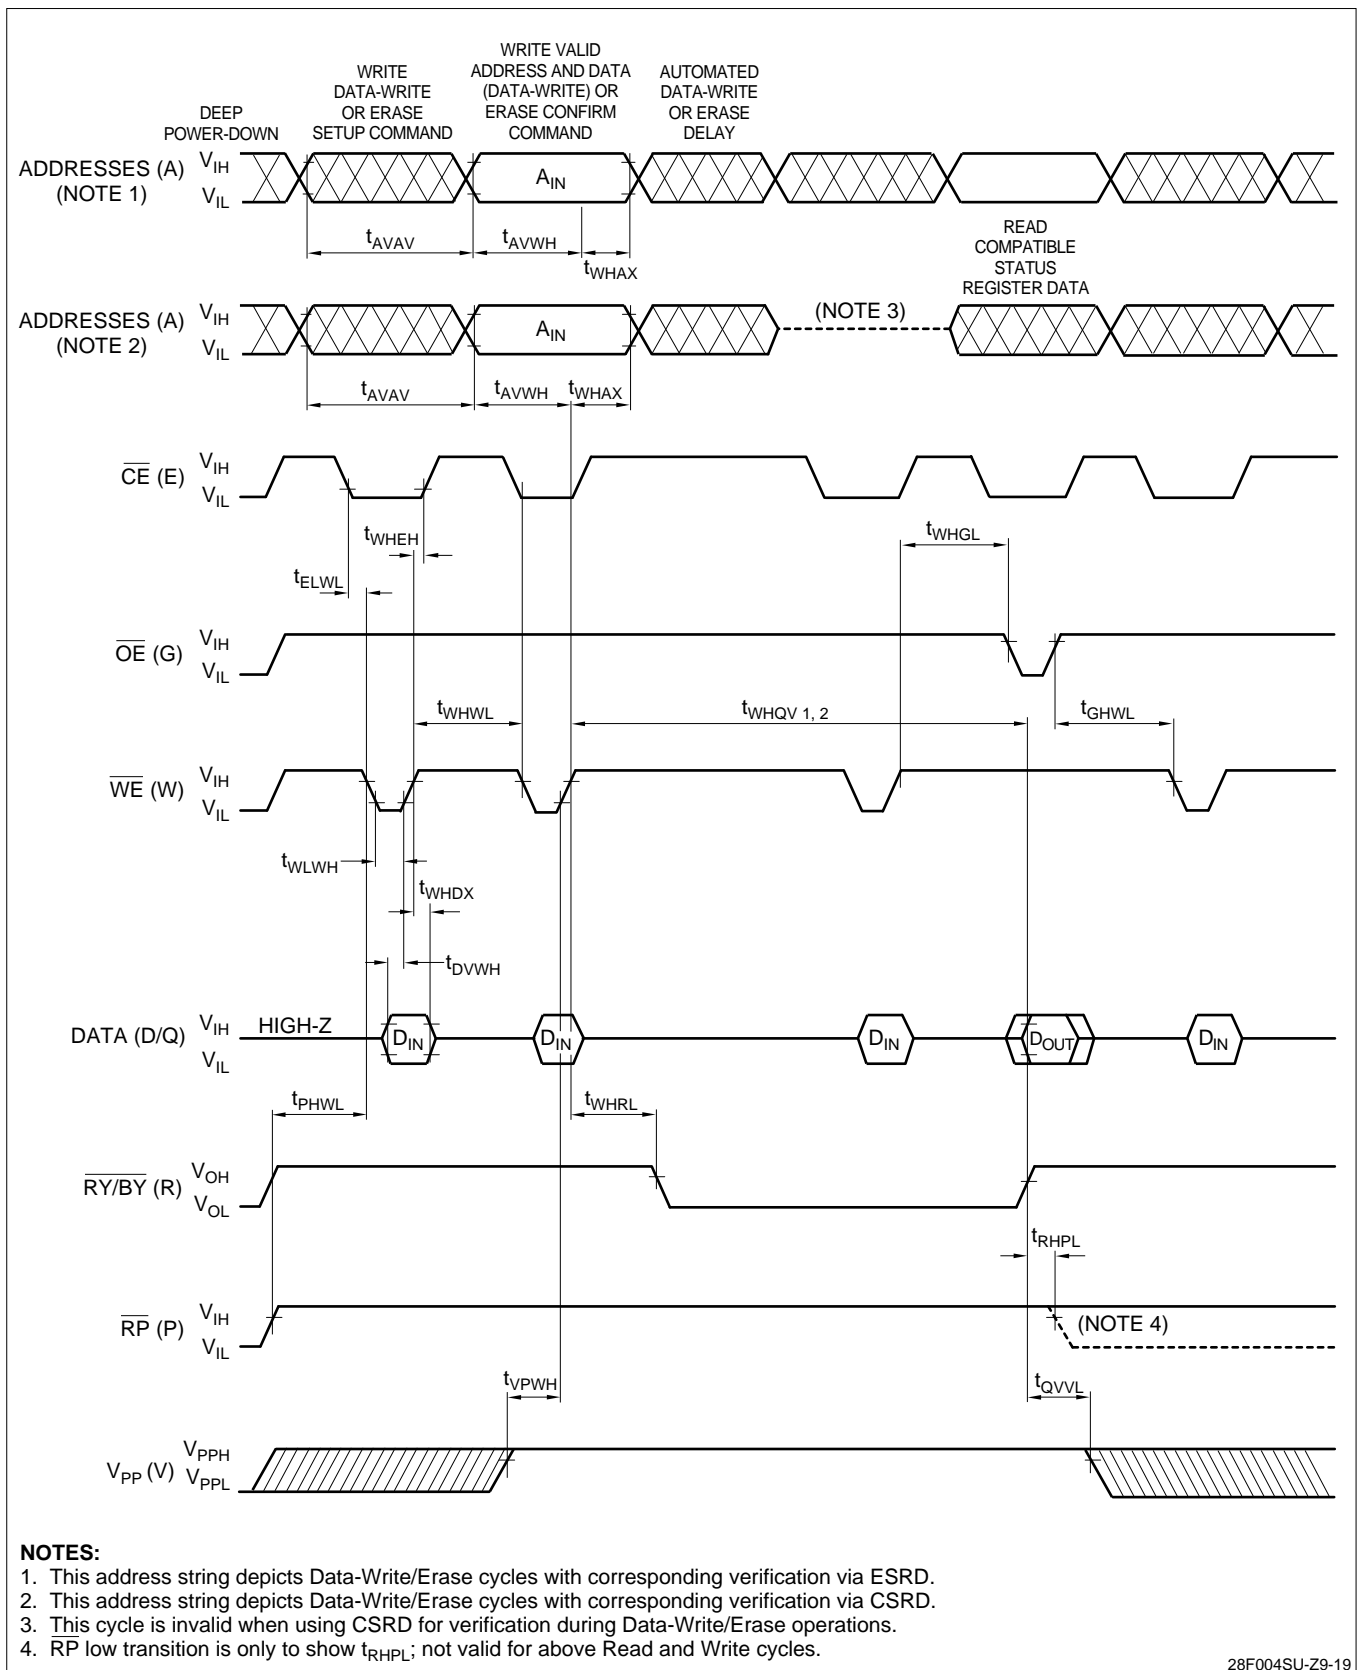 DEEP
POWER-DOWN
WRITE
DATA-WRITE
OR ERASE
SETUP COMMAND
WRITE VALID
ADDRESS AND DATA
(DATA-WRITE) OR
ERASE CONFIRM
COMMAND
AUTOMATED
DATA-WRITE
OR ERASE
DELAY
ADDRESSES (A)
(NOTE 1)
VIH
VIL
AIN
tAVAV
tAVWH
tWHAX
READ
COMPATIBLE
STATUS
REGISTER DATA
ADDRESSES (A)
(NOTE 2)
VIH
VIL
AIN
(NOTE 3)
tAVAV
tAVWH
tWHAX
CE (E)
VIH
VIL
tWHEH
tWHGL
tELWL
OE (G)
VIH
VIL
tWHWL
tWHQV 1, 2
tGHWL
WE (W)
VIH
VIL
tWLWH
tWHDX
tDVWH
DATA (D/Q)
VIH
VIL
HIGH-Z
DIN
DIN
DIN
DOUT
DIN
tPHWL
tWHRL
RY/BY (R)
VOH
VOL
tRHPL
RP (P)
VIH
VIL
(NOTE 4)
tVPWH
tQVVL
VPP (V)
VPPH
VPPL
NOTES:
1. This address string depicts Data-Write/Erase cycles with corresponding verification via ESRD.
2. This address string depicts Data-Write/Erase cycles with corresponding verification via CSRD.
3. This cycle is invalid when using CSRD for verification during Data-Write/Erase operations.
4. RP low transition is only to show tRHPL; not valid for above Read and Write cycles.
28F004SU-Z9-19